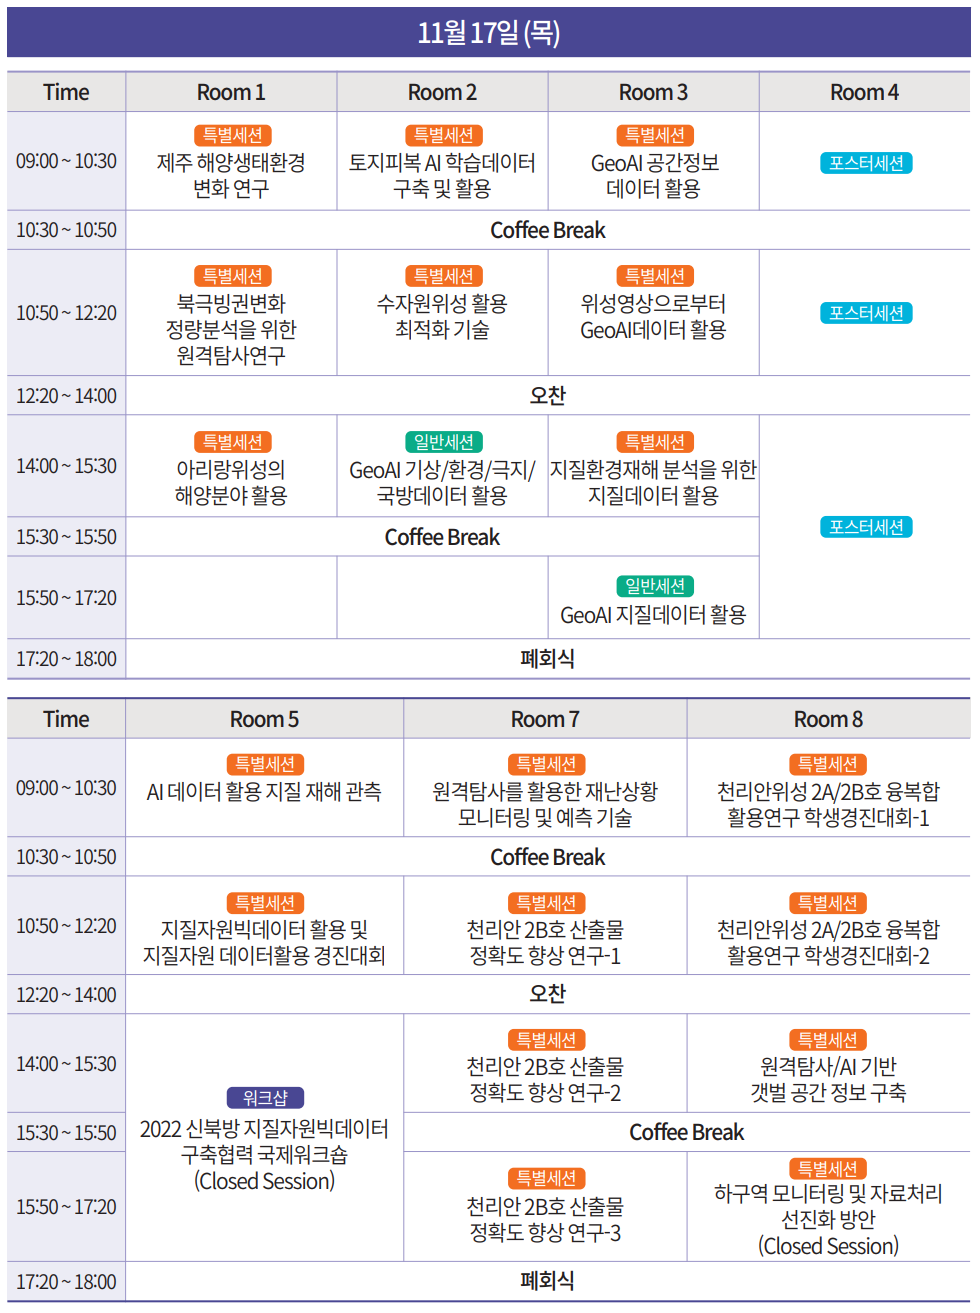 11월 17일 (목)
Time Room 1 Room 2 Room 3 Room 4
09:00 ~ 10:30
특별세션
제주 해양생태환경
변화 연구
특별세션
토지피복 AI 학습데이터
구축 및 활용
특별세션
GeoAI 공간정보
데이터 활용
포스터세션
10:30 ~ 10:50 Coffee Break
10:50 ~ 12:20
특별세션
북극빙권변화
정량분석을 위한
원격탐사연구
특별세션
수자원위성 활용
최적화 기술
특별세션
위성영상으로부터
GeoAI데이터 활용
포스터세션
12:20 ~ 14:00 오찬
14:00 ~ 15:30
특별세션
아리랑위성의
해양분야 활용
일반세션
GeoAI 기상/환경/극지/
국방데이터 활용
특별세션
지질환경재해 분석을 위한
지질데이터 활용
포스터세션
15:30 ~ 15:50 Coffee Break
15:50 ~ 17:20
일반세션
GeoAI 지질데이터 활용
17:20 ~ 18:00 폐회식
Time Room 5 Room 7 Room 8
09:00 ~ 10:30
특별세션
AI 데이터 활용 지질 재해 관측
특별세션
원격탐사를 활용한 재난상황
모니터링 및 예측 기술
특별세션
천리안위성 2A/2B호 융복합
활용연구 학생경진대회-1
10:30 ~ 10:50 Coffee Break
10:50 ~ 12:20
특별세션
지질자원빅데이터 활용 및
지질자원 데이터활용 경진대회
특별세션
천리안 2B호 산출물
정확도 향상 연구-1
특별세션
천리안위성 2A/2B호 융복합
활용연구 학생경진대회-2
12:20 ~ 14:00 오찬
14:00 ~ 15:30
워크샵
2022 신북방 지질자원빅데이터
구축협력 국제워크숍
(Closed Session)
특별세션
천리안 2B호 산출물
정확도 향상 연구-2
특별세션
원격탐사/AI 기반
갯벌 공간 정보 구축
15:30 ~ 15:50 Coffee Break
15:50 ~ 17:20
특별세션
천리안 2B호 산출물
정확도 향상 연구-3
특별세션
하구역 모니터링 및 자료처리
선진화 방안
(Closed Session)
17:20 ~ 18:00 폐회식